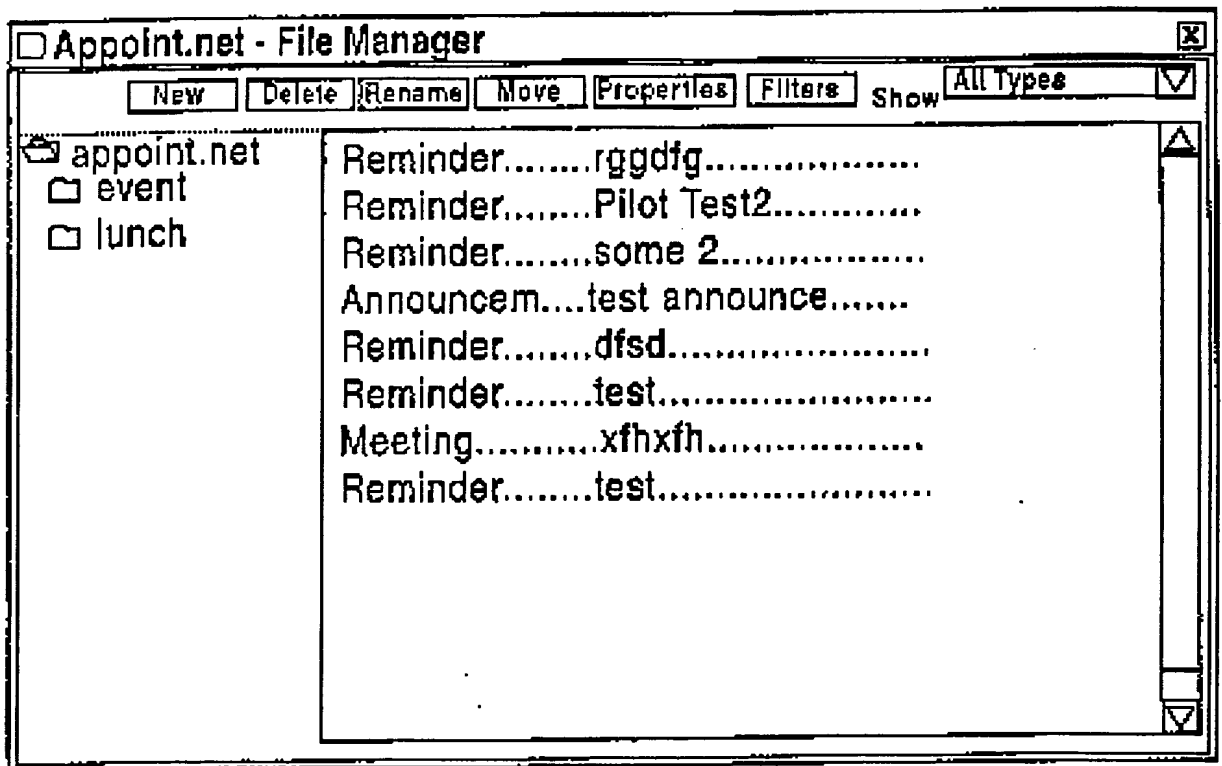 Appoint.net - File Manager
New Delete Rename Move Properties Filters Show All Types
appoint.net
event
lunch
Reminder........rggdfg....................
Reminder........Pilot Test2.............
Reminder........some 2..................
Announcem....test announce.......
Reminder........dfsd.......................
Reminder........test........................
Meeting...........xfhxfh...................
Reminder........test........................